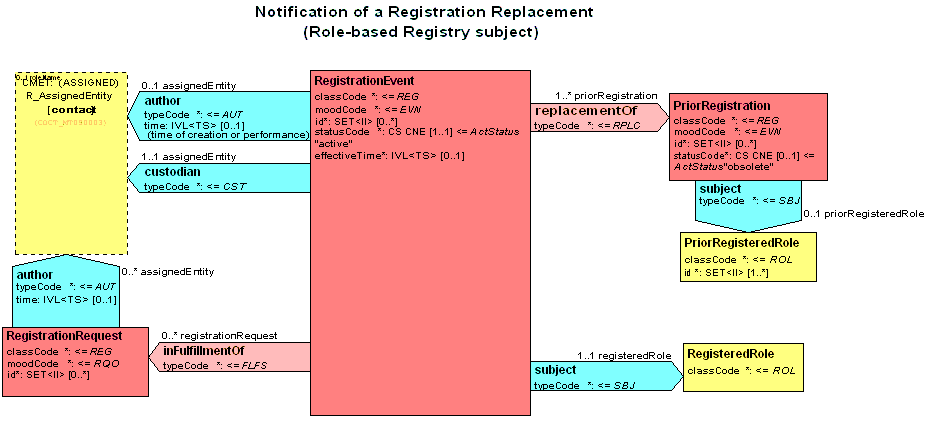 Notification of a Registration Replacement
(Role-based Registry subject)
CMET: (ASSIGNED)
R_AssignedEntity
[contact]
(COCT_MT090003)
0..1 assignedEntity
author
typeCode *: <= AUT
time: IVL<TS> [0..1]
(time of creation or performance)
1..1 assignedEntity
custodian
typeCode *: <= CST
RegistrationEvent
classCode *: <= REG
moodCode *: <= EVN
id*: SET<II> [0..*]
statusCode *: CS CNE [1..1] <= ActStatus
"active"
effectiveTime*: IVL<TS> [0..1]
1..* priorRegistration
replacementOf
typeCode *: <= RPLC
PriorRegistration
classCode *: <= REG
moodCode *: <= EVN
id*: SET<II> [0..*]
statusCode*: CS CNE [0..1] <=
ActStatus"obsolete"
subject
typeCode *: <= SBJ
0..1 priorRegisteredRole
PriorRegisteredRole
classCode *: <= ROL
id *: SET<II> [1..*]
0..* assignedEntity
author
typeCode *: <= AUT
time: IVL<TS> [0..1]
RegistrationRequest
classCode *: <= REG
moodCode *: <= RQO
id*: SET<II> [0..*]
0..* registrationRequest
inFulfillmentOf
typeCode *: <= FLFS
1..1 registeredRole
subject
typeCode *: <= SBJ
RegisteredRole
classCode *: <= ROL